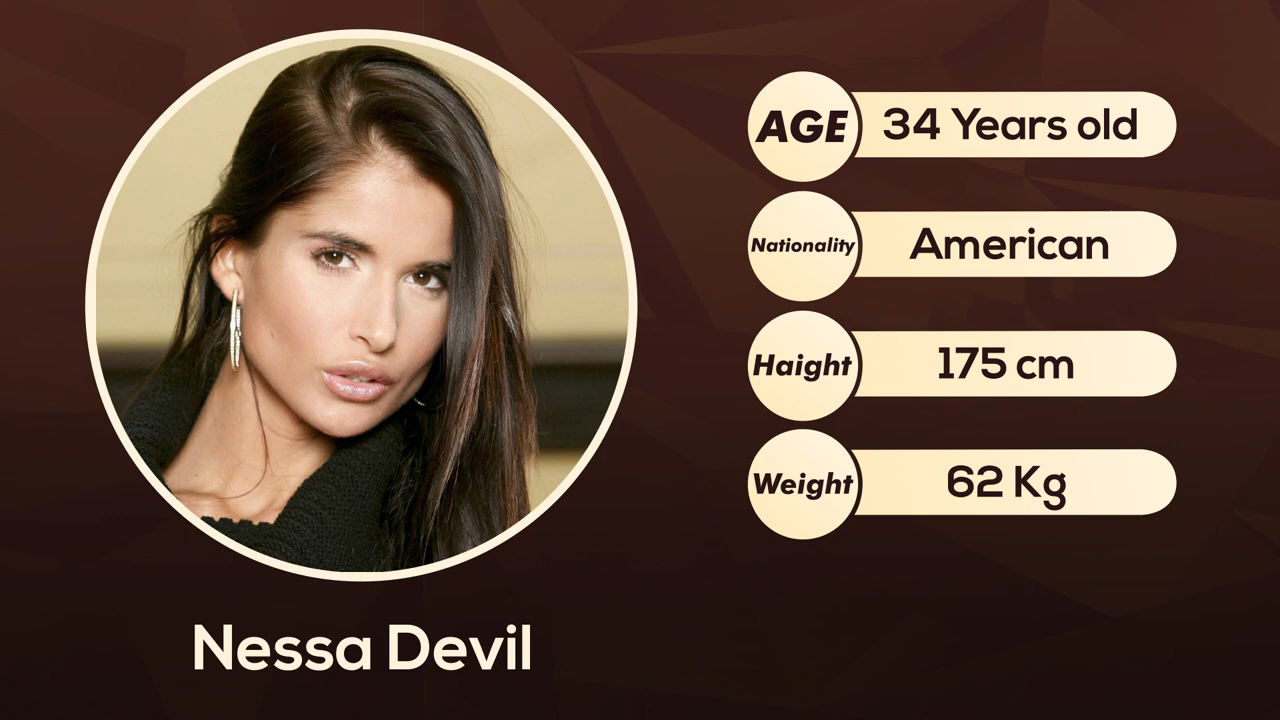 AGE 34 Years old
Nationality American
Haight 175 cm
Weight 62 Kg
Nessa Devil